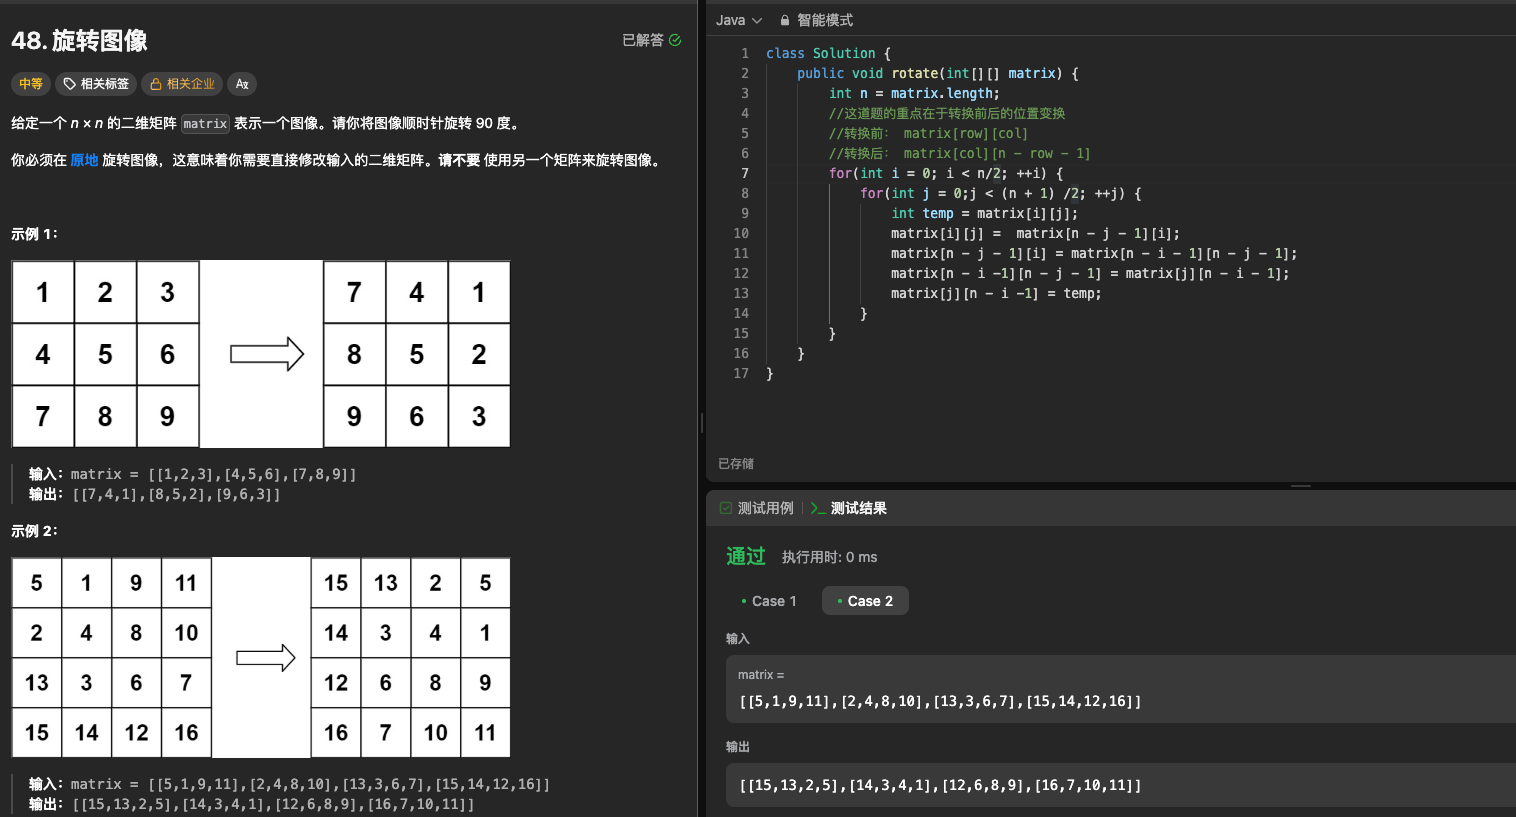 48. 旋转图像
已解答
中等
相关标签
相关企业
给定一个 n × n 的二维矩阵 matrix 表示一个图像。请你将图像顺时针旋转 90 度。
你必须在 原地 旋转图像，这意味着你需要直接修改输入的二维矩阵。请不要 使用另一个矩阵来旋转图像。
示例 1：
1 2 3 7 4 1
4 5 6 8 5 2
7 8 9 9 6 3
输入：matrix = [[1,2,3],[4,5,6],[7,8,9]]
输出：[[7,4,1],[8,5,2],[9,6,3]]
示例 2：
5 1 9 11 15 13 2 5
2 4 8 10 14 3 4 1
13 3 6 7 12 6 8 9
15 14 12 16 16 7 10 11
输入：matrix = [[5,1,9,11],[2,4,8,10],[13,3,6,7],[15,14,12,16]]
输出：[[15,13,2,5],[14,3,4,1],[12,6,8,9],[16,7,10,11]]
Java 智能模式
1 class Solution {
2 public void rotate(int[][] matrix) {
3 int n = matrix.length;
4 //这道题的重点在于转换前后的位置变换
5 //转换前： matrix[row][col]
6 //转换后： matrix[col][n - row - 1]
7 for(int i = 0; i < n/2; ++i) {
8 for(int j = 0;j < (n + 1) /2; ++j) {
9 int temp = matrix[i][j];
10 matrix[i][j] =  matrix[n - j - 1][i];
11 matrix[n - j - 1][i] = matrix[n - i - 1][n - j - 1];
12 matrix[n - i -1][n - j - 1] = matrix[j][n - i - 1];
13 matrix[j][n - i -1] = temp;
14 }
15 }
16 }
17 }
已存储
测试用例 测试结果
通过 执行用时: 0 ms
Case 1 Case 2
输入
matrix =
[[5,1,9,11],[2,4,8,10],[13,3,6,7],[15,14,12,16]]
输出
[[15,13,2,5],[14,3,4,1],[12,6,8,9],[16,7,10,11]]